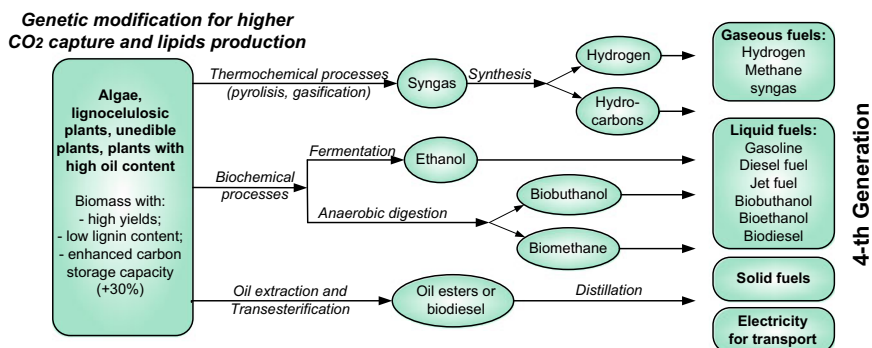 Genetic modification for higher
CO2 capture and lipids production
Algae,
lignocelulosic
plants, unedible
plants, plants with
high oil content
Biomass with:
- high yields;
- low lignin content;
- enhanced carbon
storage capacity
(+30%)
Thermochemical processes
(pyrolisis, gasification)
Syngas
Synthesis
Hydrogen
Hydro-
carbons
Biochemical
processes
Fermentation
Ethanol
Anaerobic digestion
Biobuthanol
Biomethane
Oil extraction and
Transesterification
Oil esters or
biodiesel
Distillation
Gaseous fuels:
Hydrogen
Methane
syngas
Liquid fuels:
Gasoline
Diesel fuel
Jet fuel
Biobuthanol
Bioethanol
Biodiesel
Solid fuels
Electricity
for transport
4-th Generation